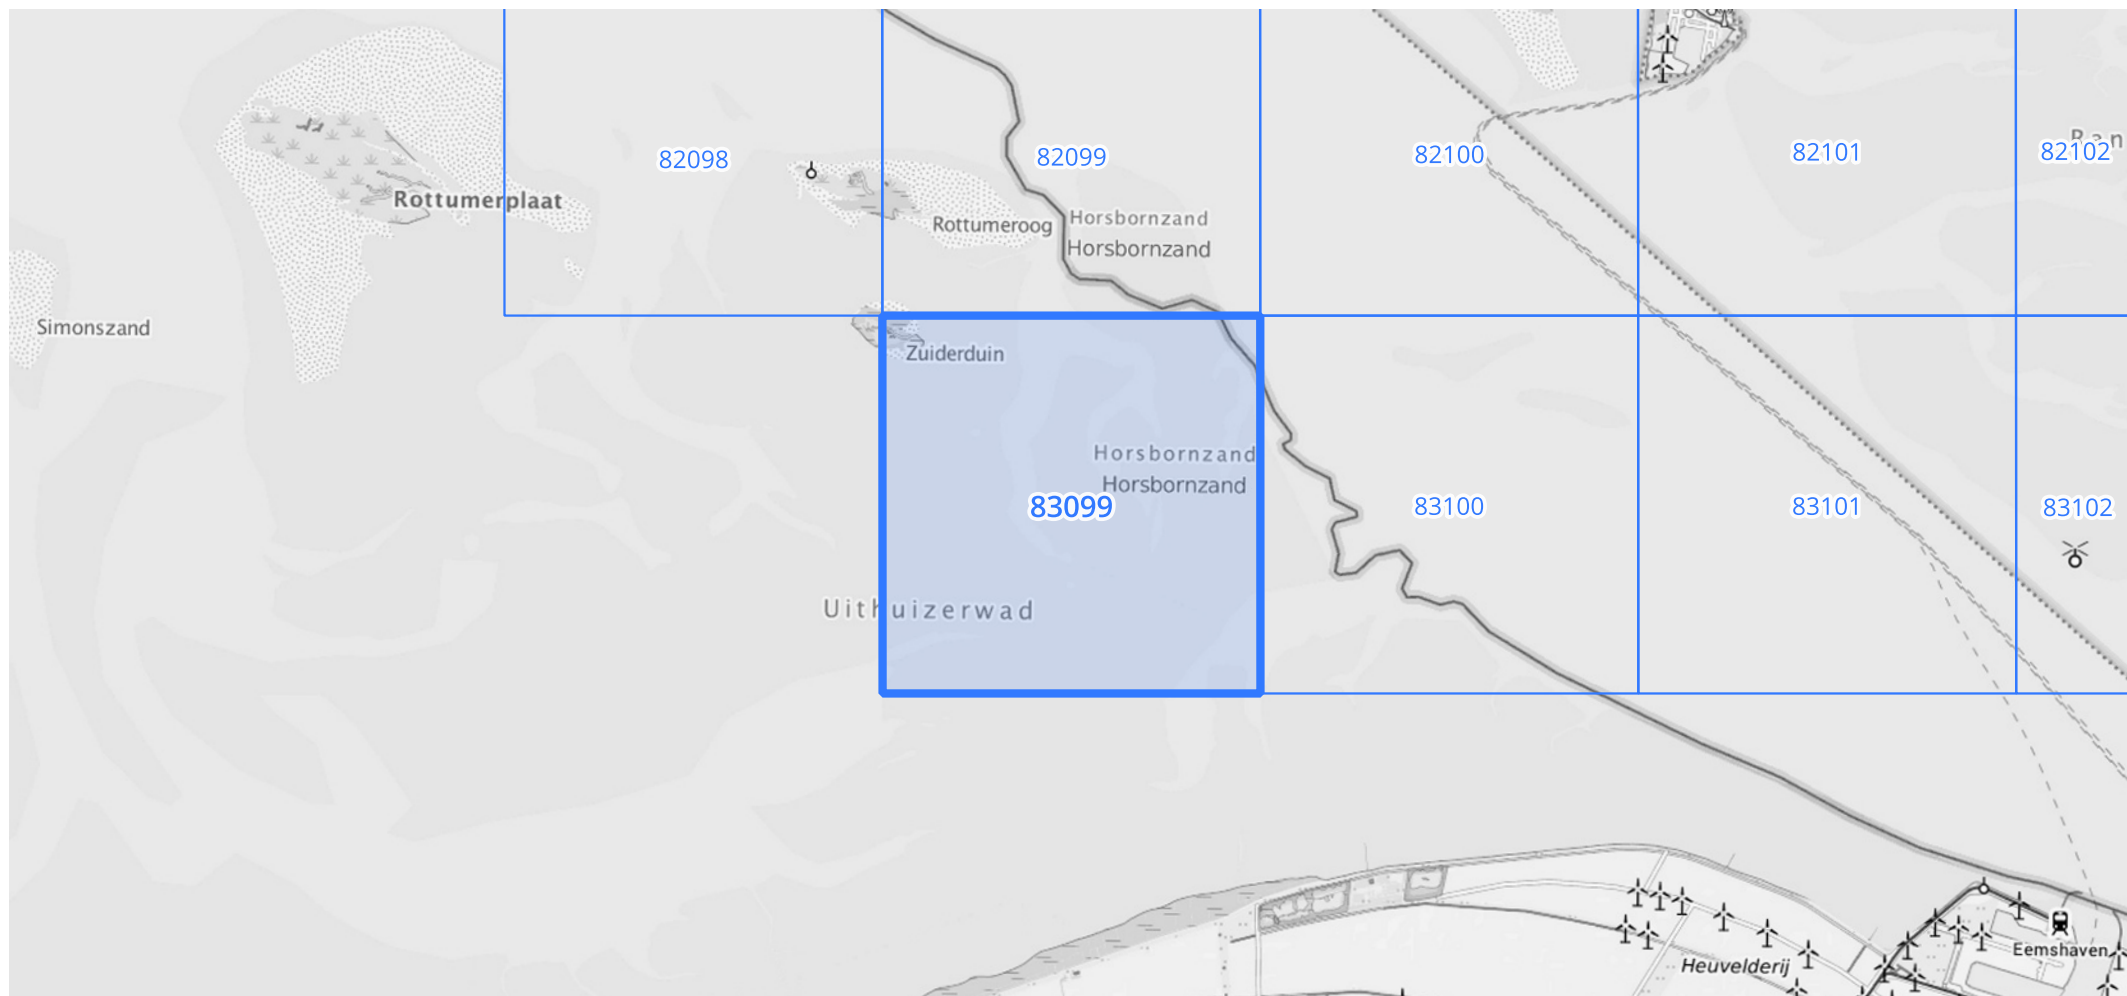 82098
82099
82100
82101
82102
Ran
Rottumerplaat
Rottumeroog
Horsbornzand
Horsbornzand
Simonszand
Zuiderduin
Horsbornzand
Horsbornzand
83099
83100
83101
83102
Uithuizerwad
Heuvelderij
Eemshaven